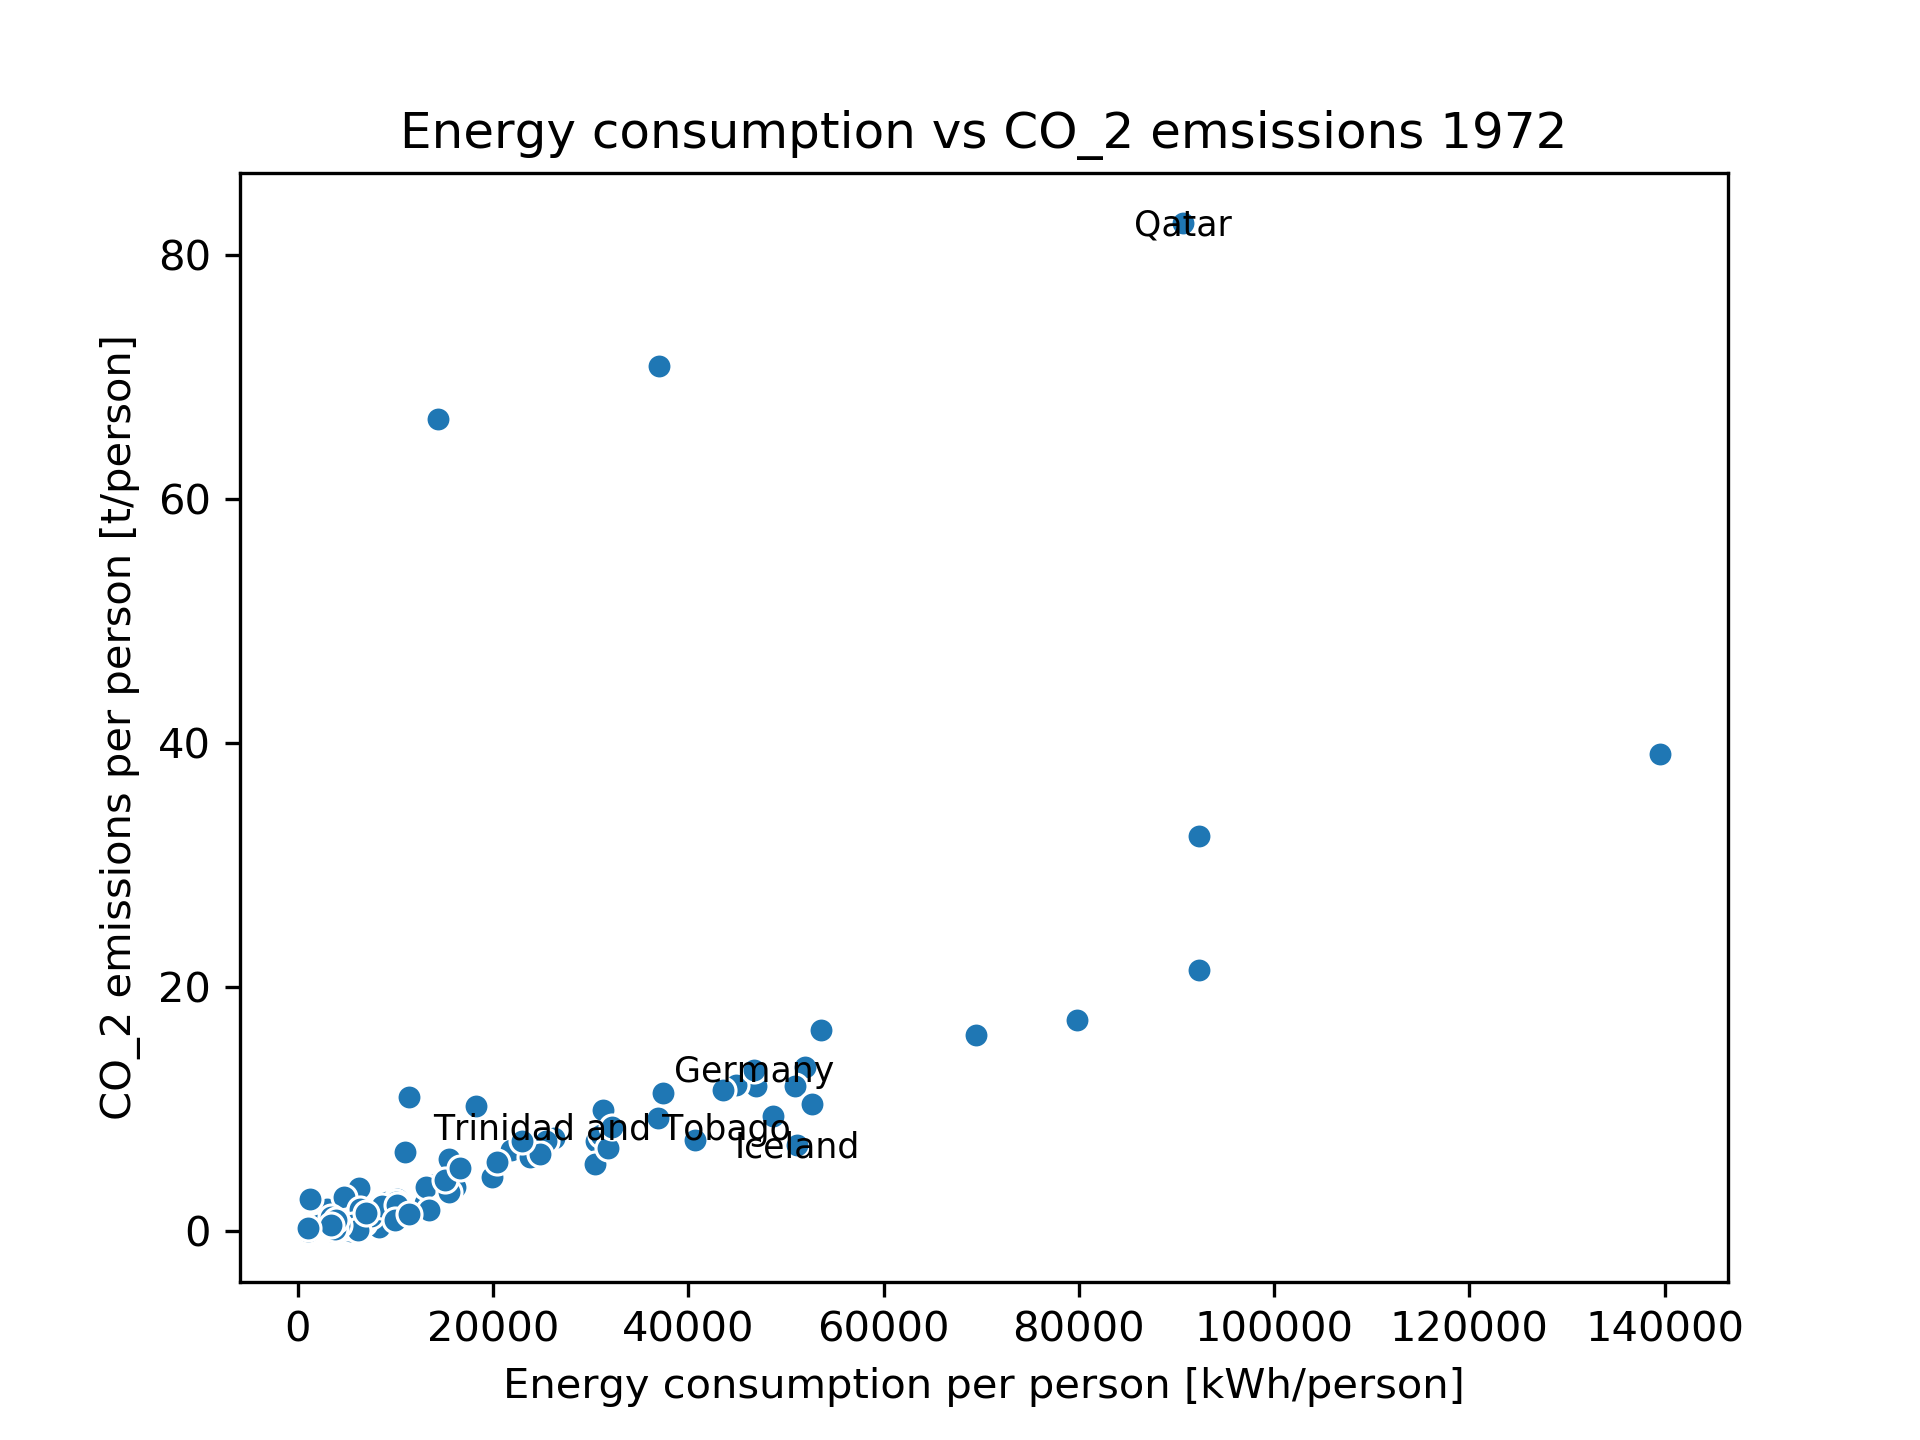 Energy consumption vs CO_2 emsissions 1972
Qatar
80
60
40
20
0
CO_2 emissions per person [t/person]
Germany
Trinidad and Tobago
Iceland
0 20000 40000 60000 80000 100000 120000 140000
Energy consumption per person [kWh/person]